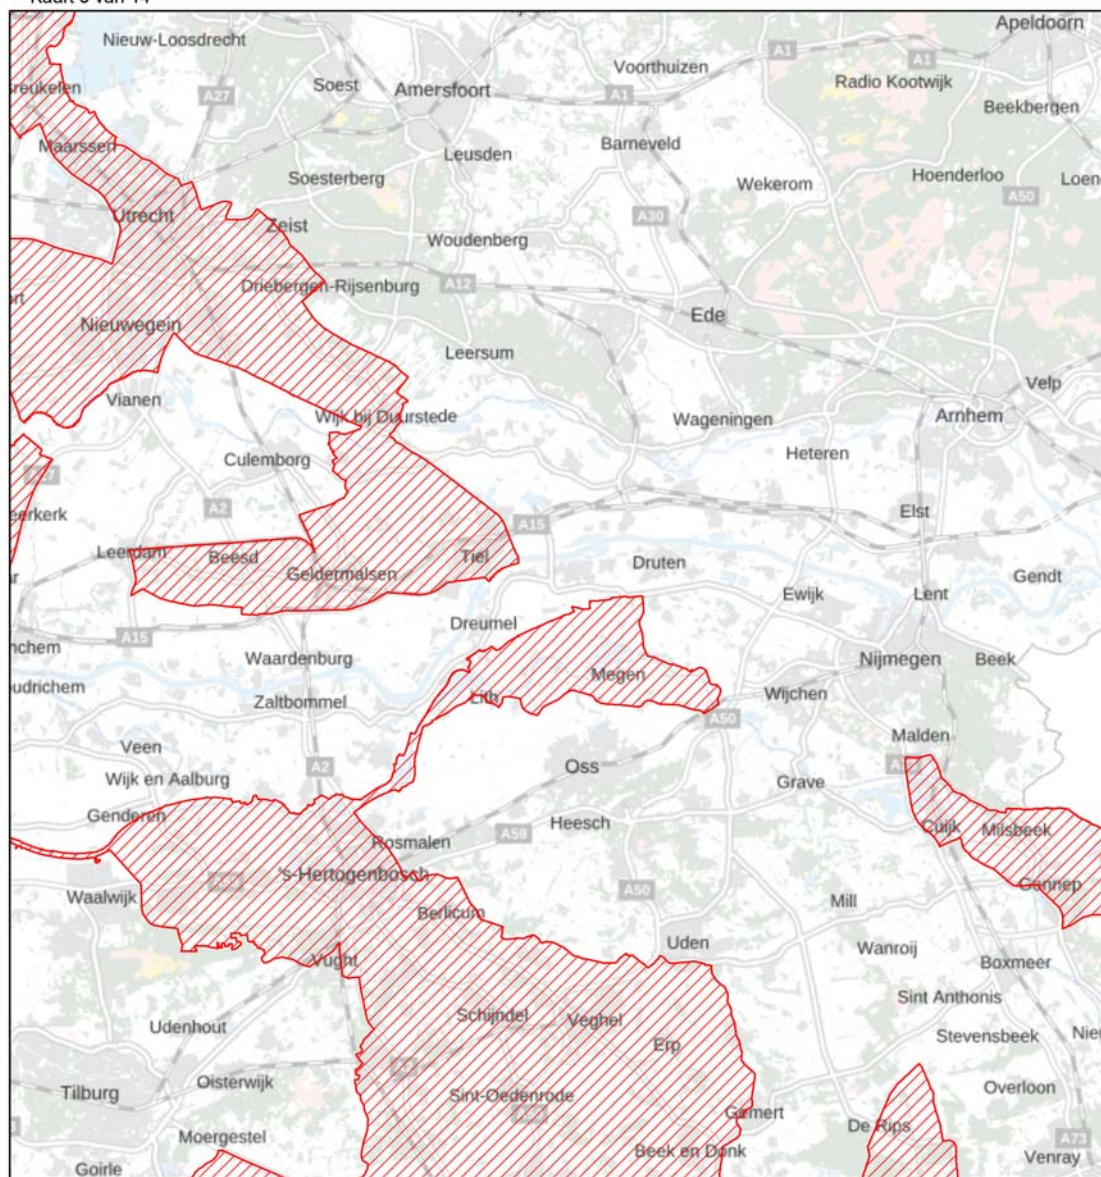 Nieuw-Loosdrecht
Apeldoorn
A1
A1
Voorthuizen
Soest
Amersfoort
Radio Kootwijk
A27
A1
Beekbergen
Maarssen
Barneveld
Leusden
Soesterberg
Wekerom
Hoenderloo
A50
Utrecht
A30
Zeist
Woudenberg
Driebergen-Rijsenburg
A12
Nieuwegein
Ede
Leersum
Velp
Vianen
Wijk bij Duurstede
Wageningen
Arnhem
Heteren
Culemborg
A2
Elst
A15
Leerdam
Beesd
Tiel
Druten
Geldermalsen
Gendt
Ewijk
Lent
Dreumel
A15
Waardenburg
Nijmegen
Beek
Megen
Lith
Wijchen
Zaltbommel
A50
Malden
Veen
A2
Oss
Wijk en Aalburg
Grave
Genderen
Heesch
A59
Cuijk
Milsbeek
Rosmalen
's-Hertogenbosch
Gennep
Waalwijk
A50
Mill
Berlicum
Uden
Wanroij
Vught
Boxmeer
Sint Anthonis
Schijndel
Veghel
Udenhout
Stevensbeek
Erp
Oisterwijk
Overloon
Tilburg
Sint-Oedenrode
Gemert
De Rips
Moergestel
A73
Beek en Donk
Venray
Goirle